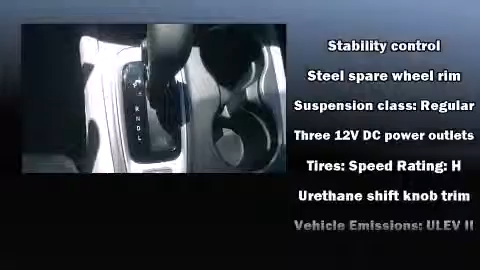 Stability control
Steel spare wheel rim
Suspension class: Regular
Three 12V DC power outlets
Tires: Speed Rating: H
Urethane shift knob trim
Vehicle Emissions: ULEV II
R
N
D
L